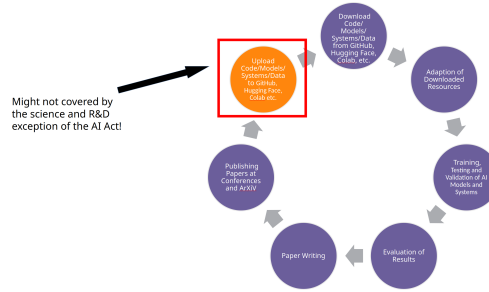 Download
Code/
Models/
Systems/Data
from GitHub,
Hugging Face,
Colab, etc.
Upload
Code/Models/
Systems/Data/
to GitHub,
Hugging Face,
Colab etc.
Adaption of
Downloaded
Resources
Might not covered by
the science and R&D
exception of the AI Act!
Training,
Testing and
Validation of AI
Models and
Systems
Publishing
Papers at
Conferences
and ArXiV
Evaluation of
Results
Paper Writing